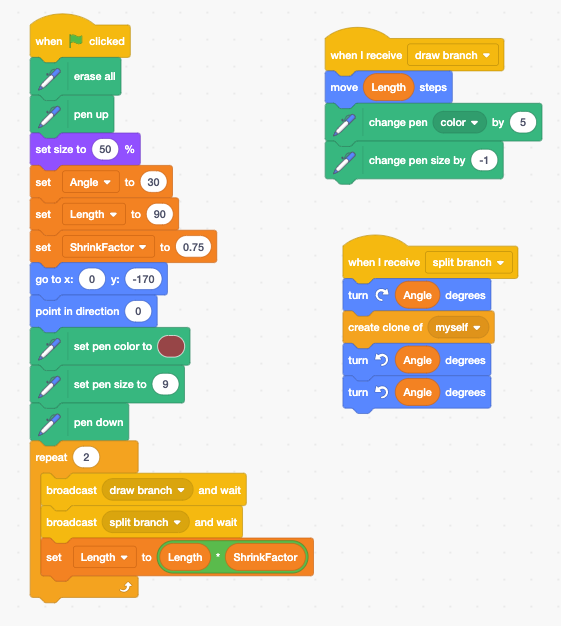 when clicked
erase all
pen up
set size to 50 %
set Angle to 30
set Length to 90
set ShrinkFactor to 0.75
go to x: 0 y: -170
point in direction 0
set pen color to
set pen size to 9
pen down
repeat 2
broadcast draw branch and wait
broadcast split branch and wait
set Length to Length * ShrinkFactor
when I receive draw branch
move Length steps
change pen color by 5
change pen size by -1
when I receive split branch
turn Angle degrees
create clone of myself
turn Angle degrees
turn Angle degrees